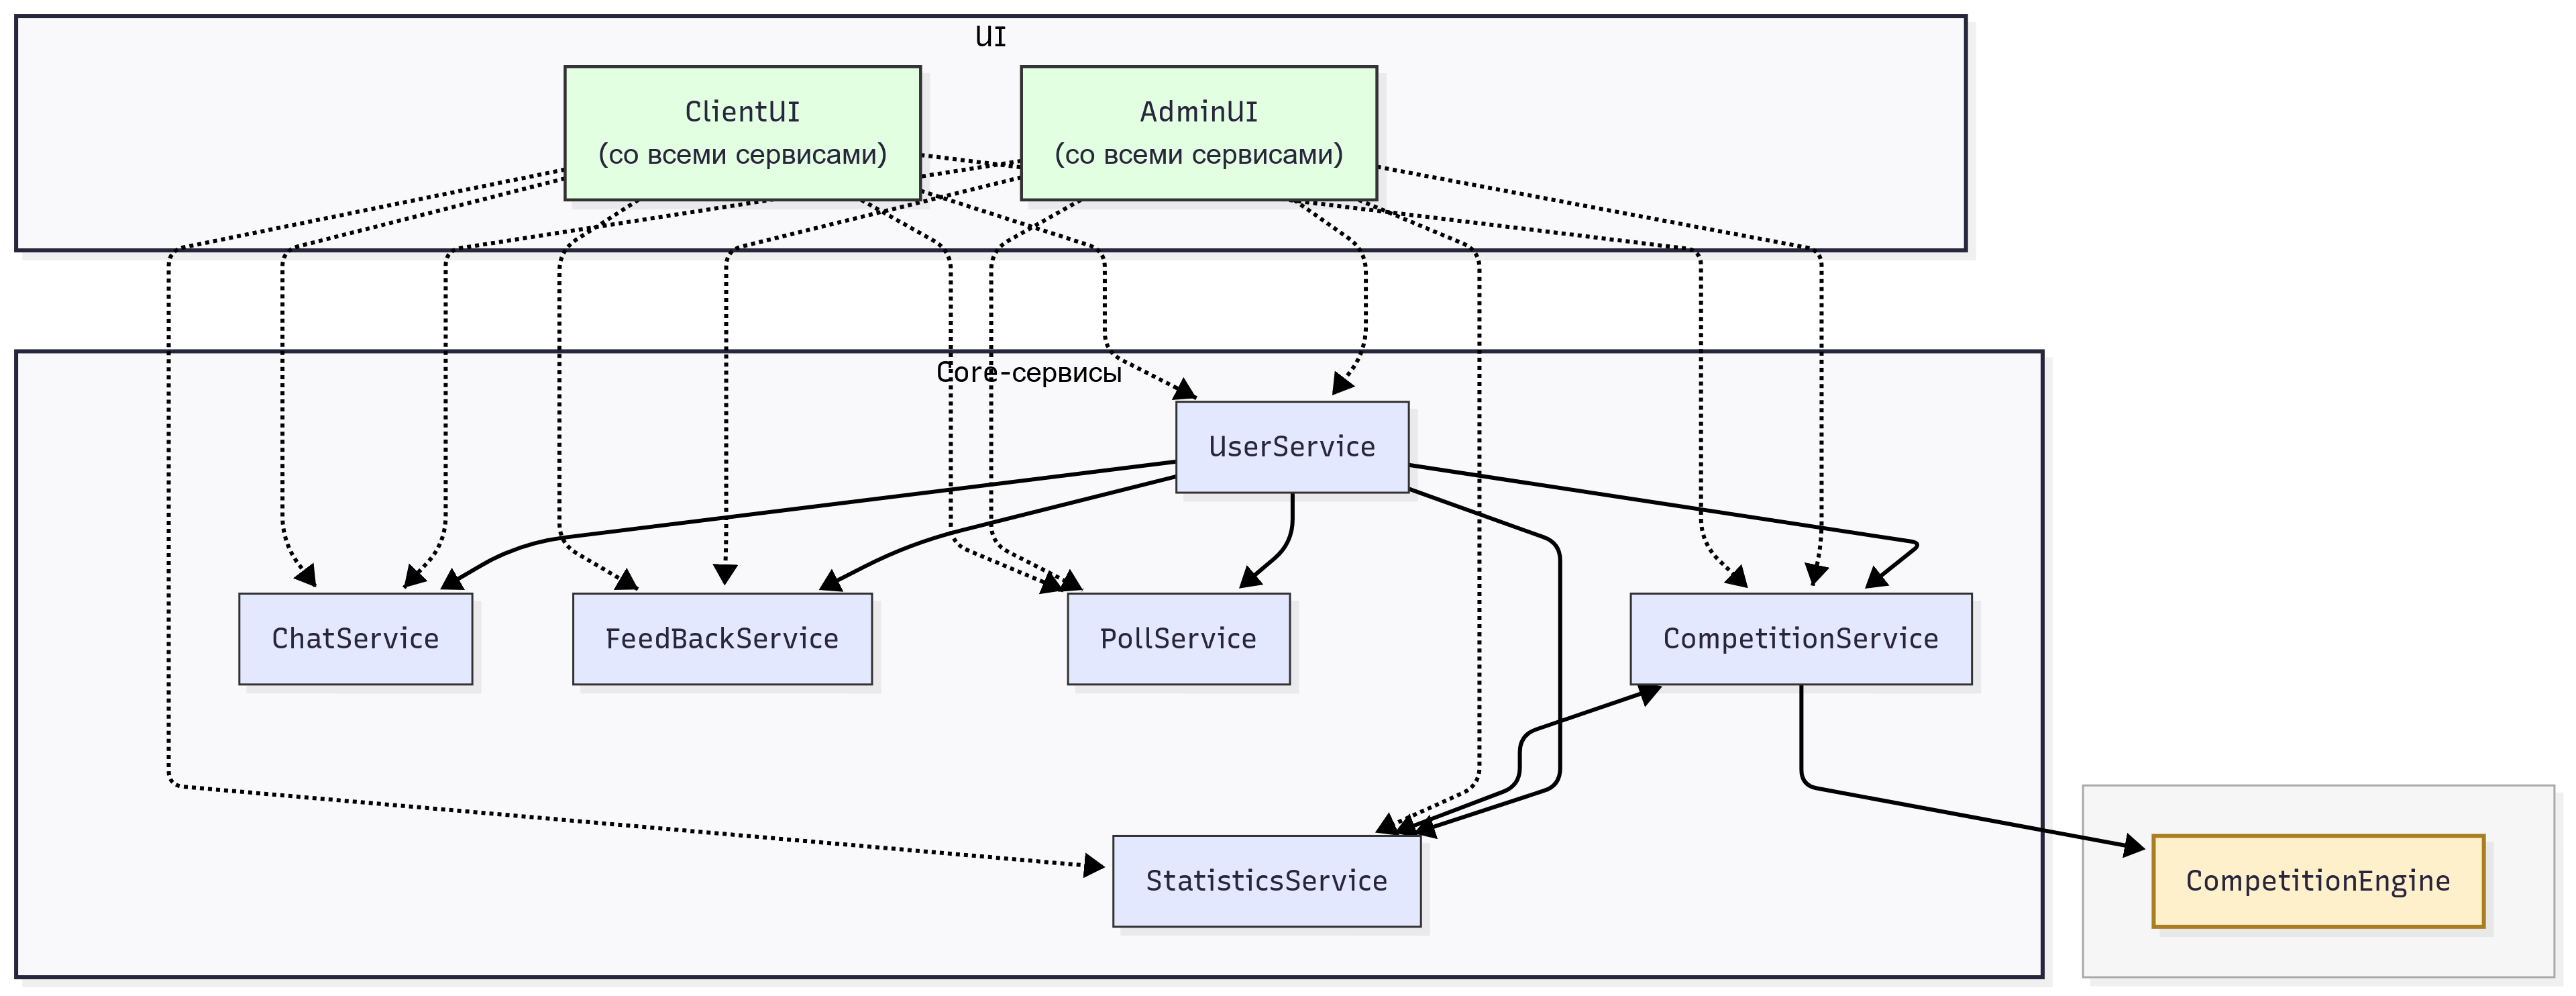 UI
ClientUI
(со всеми сервисами)
AdminUI
(со всеми сервисами)
Core-сервисы
UserService
ChatService
FeedBackService
PollService
CompetitionService
StatisticsService
CompetitionEngine